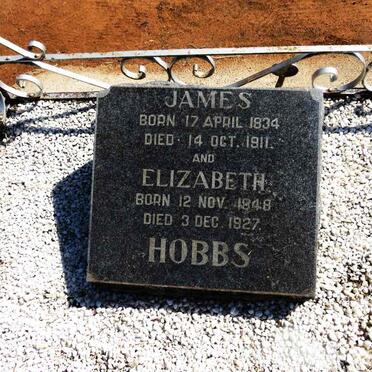 JAMES
BORN 17 APRIL 1834
DIED · 14 OCT. 1911.
AND
ELIZABETH
BORN 12 NOV. 1848
DIED 3 DEC. 1927.
HOBBS